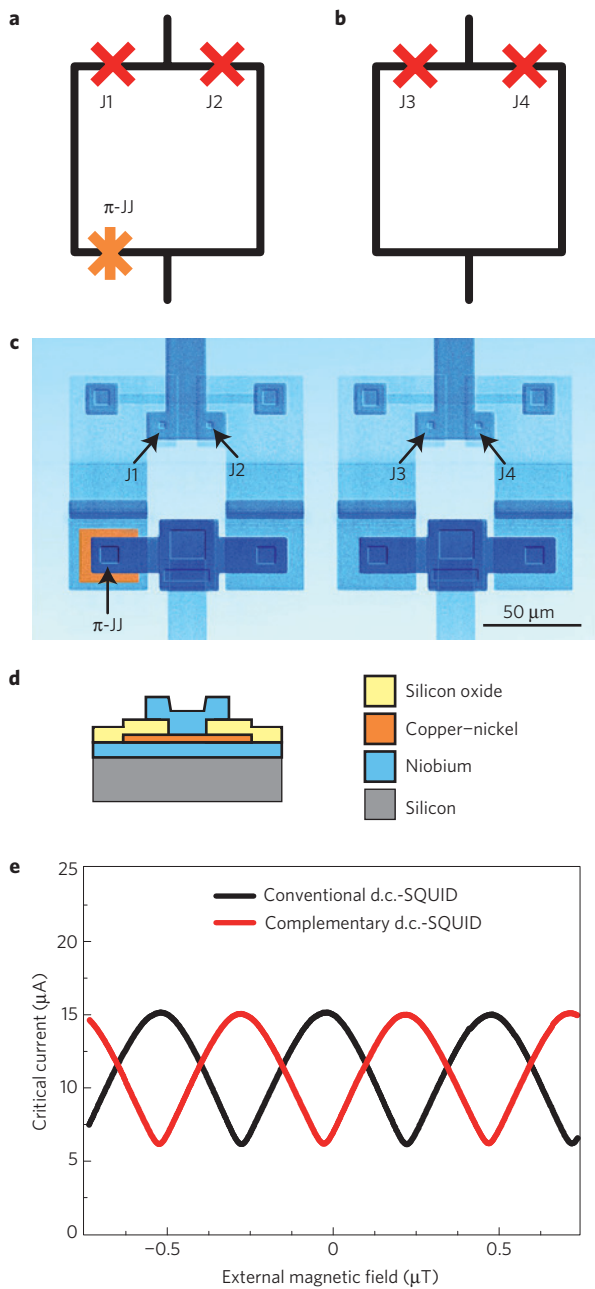 a
b
J1
J2
J3
J4
π-JJ
c
J1
J2
J3
J4
π-JJ
50 μm
d
Silicon oxide
Copper–nickel
Niobium
Silicon
e
25
20
15
10
5
0
Critical current (μA)
Conventional d.c.-SQUID
Complementary d.c.-SQUID
−0.5
0
0.5
External magnetic field (μT)